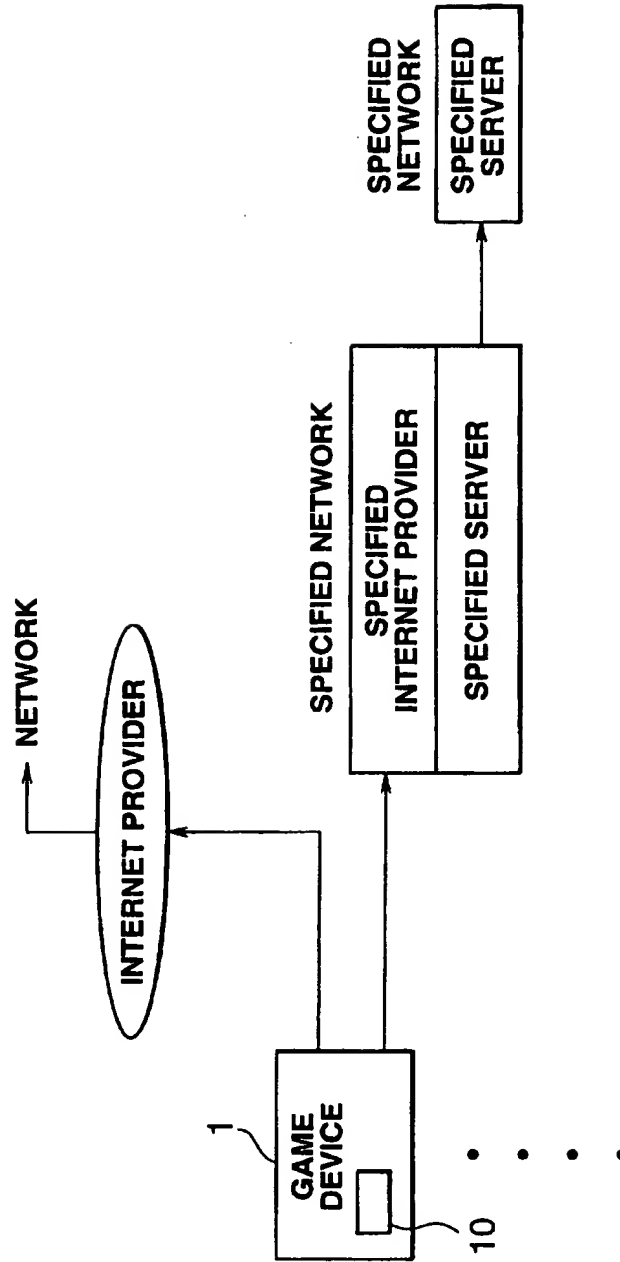 1
GAME
DEVICE
10
INTERNET PROVIDER
NETWORK
SPECIFIED NETWORK
SPECIFIED
INTERNET PROVIDER
SPECIFIED SERVER
SPECIFIED
NETWORK
SPECIFIED
SERVER